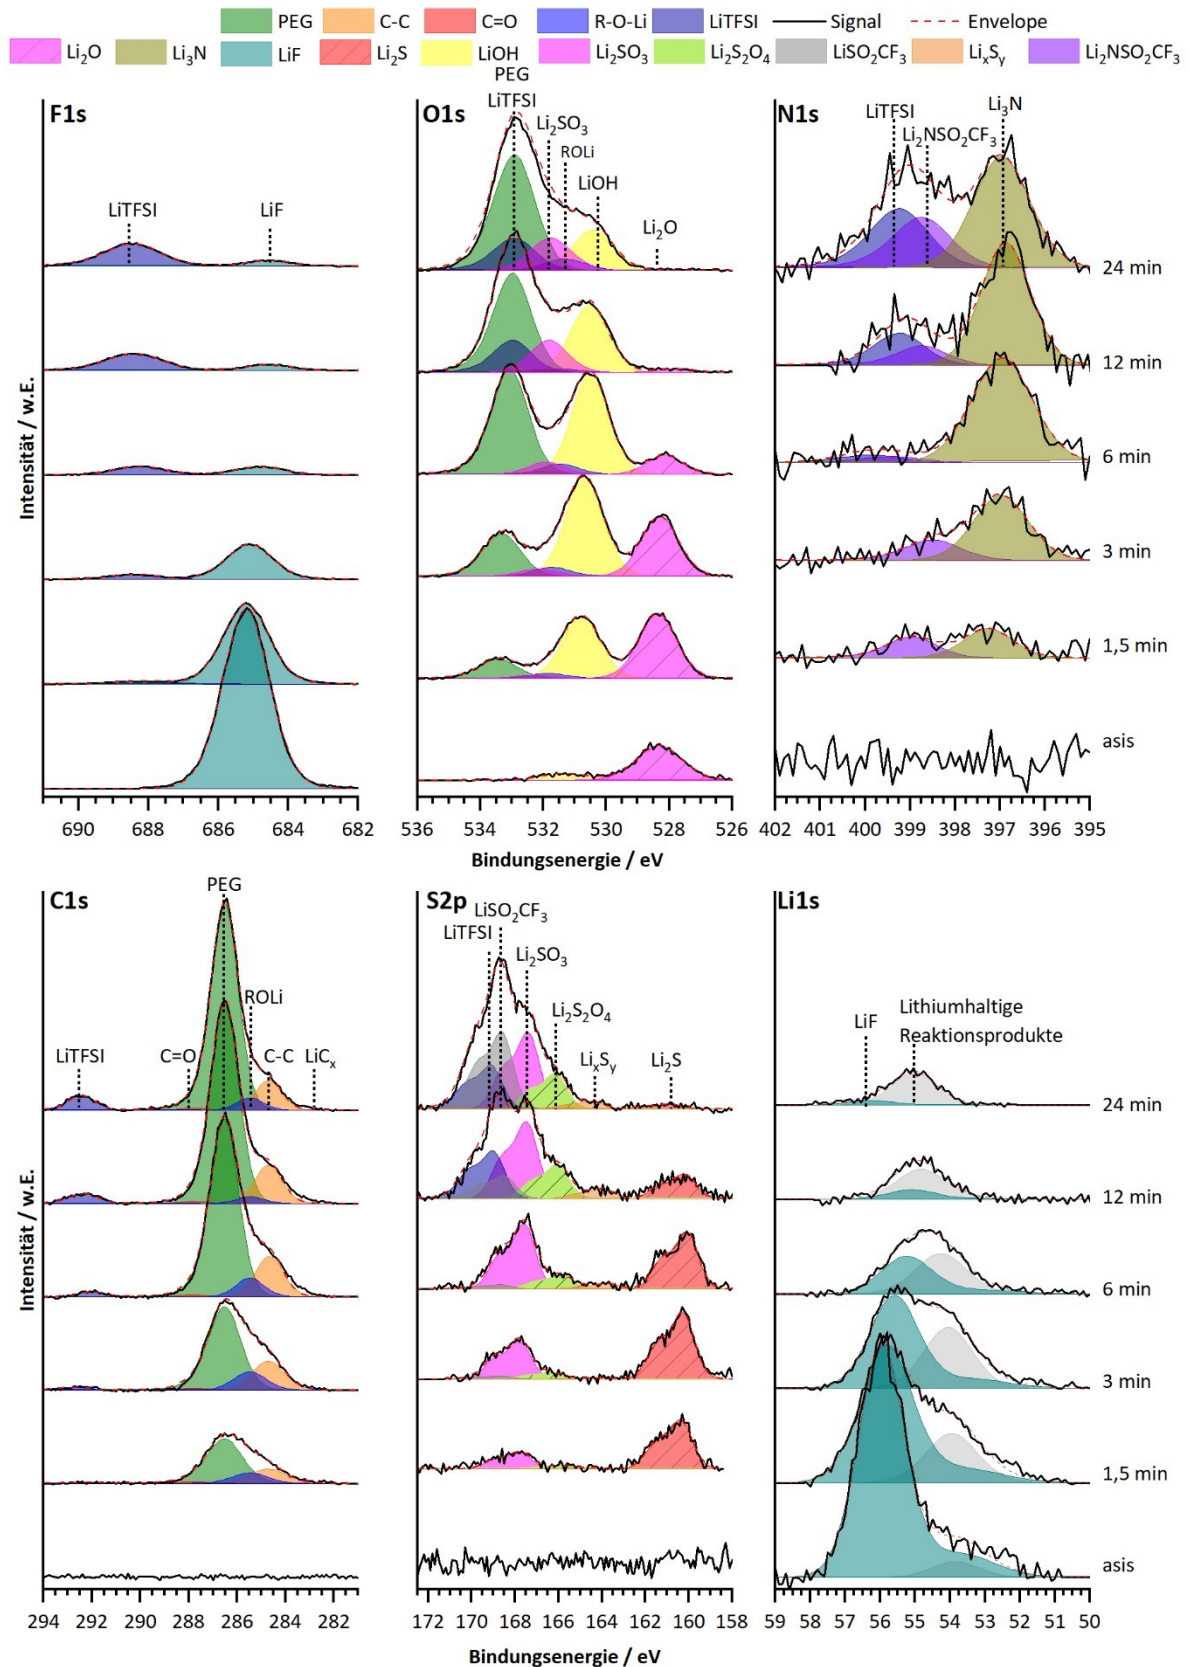 PEG C-C C=O R-O-Li LiTFSI Signal Envelope
Li₂O Li₃N LiF Li₂S LiOH Li₂SO₃ Li₂S₂O₄ LiSO₂CF₃ LiₓSᵧ Li₂NSO₂CF₃
F1s
LiTFSI
LiF
690 688 686 684 682
O1s
PEG
LiTFSI
Li₂SO₃
ROLi
LiOH
Li₂O
536 534 532 530 528 526
N1s
LiTFSI
Li₂NSO₂CF₃
Li₃N
24 min
12 min
6 min
3 min
1,5 min
asis
402 401 400 399 398 397 396 395
Intensität / w.E.
Bindungsenergie / eV
C1s
PEG
LiTFSI
C=O
ROLi
C-C
LiCₓ
294 292 290 288 286 284 282
S2p
LiSO₂CF₃
LiTFSI
Li₂SO₃
Li₂S₂O₄
LiₓSᵧ
Li₂S
172 170 168 166 164 162 160 158
Li1s
LiF
Lithiumhaltige
Reaktionsprodukte
24 min
12 min
6 min
3 min
1,5 min
asis
59 58 57 56 55 54 53 52 51 50
Intensität / w.E.
Bindungsenergie / eV